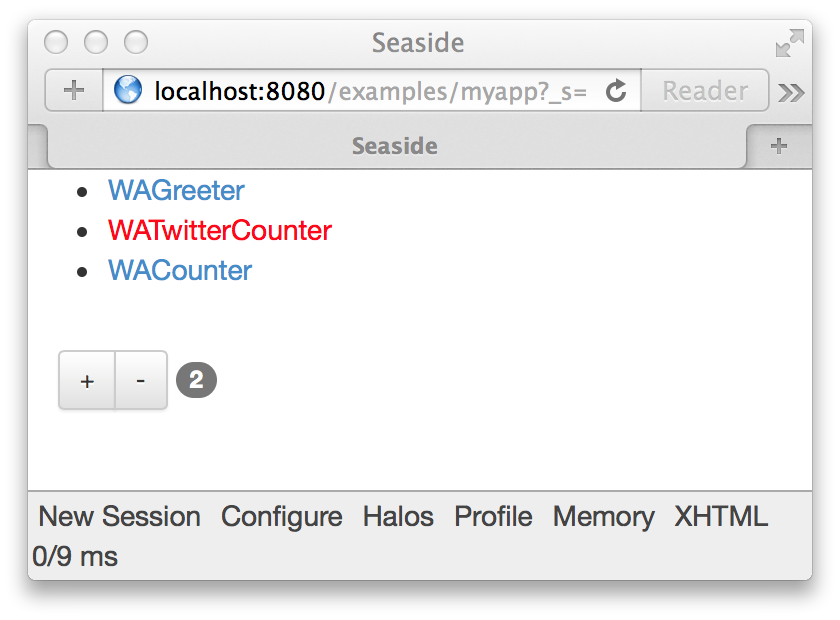 Seaside
+ localhost:8080/examples/myapp?_s= Reader
Seaside +
WAGreeter
WATwitterCounter
WACounter
+ - 2
New Session Configure Halos Profile Memory XHTML
0/9 ms